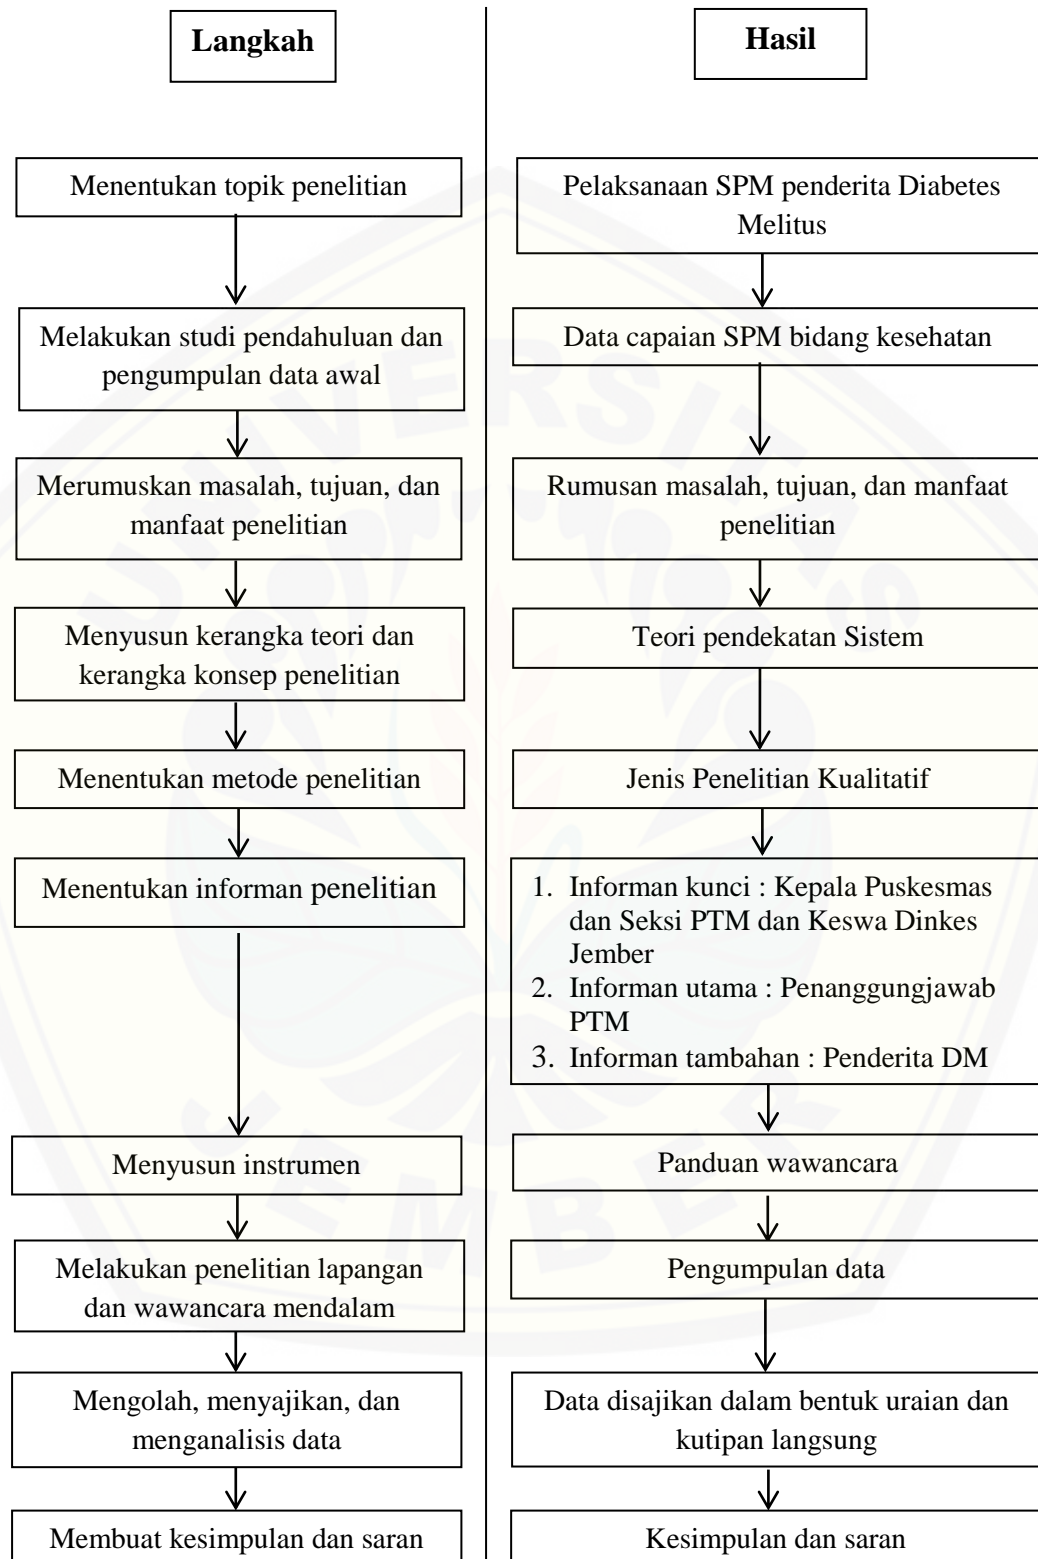 Langkah
Hasil
Menentukan topik penelitian
Pelaksanaan SPM penderita Diabetes
Melitus
Melakukan studi pendahuluan dan
pengumpulan data awal
Data capaian SPM bidang kesehatan
Merumuskan masalah, tujuan, dan
manfaat penelitian
Rumusan masalah, tujuan, dan manfaat
penelitian
Menyusun kerangka teori dan
kerangka konsep penelitian
Teori pendekatan Sistem
Menentukan metode penelitian
Jenis Penelitian Kualitatif
Menentukan informan penelitian
1. Informan kunci : Kepala Puskesmas
dan Seksi PTM dan Keswa Dinkes
Jember
2. Informan utama : Penanggungjawab
PTM
3. Informan tambahan : Penderita DM
Menyusun instrumen
Panduan wawancara
Melakukan penelitian lapangan
dan wawancara mendalam
Pengumpulan data
Mengolah, menyajikan, dan
menganalisis data
Data disajikan dalam bentuk uraian dan
kutipan langsung
Membuat kesimpulan dan saran
Kesimpulan dan saran
UNIVERSITAS
JEMBER